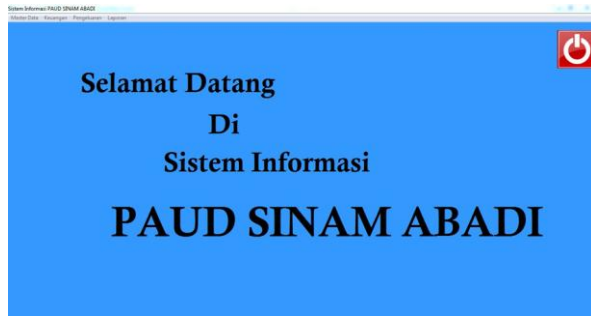 Sistem Informasi PAUD SINAM ABADI
Master Data Keuangan Pengeluaran Laporan
Selamat Datang
Di
Sistem Informasi
PAUD SINAM ABADI